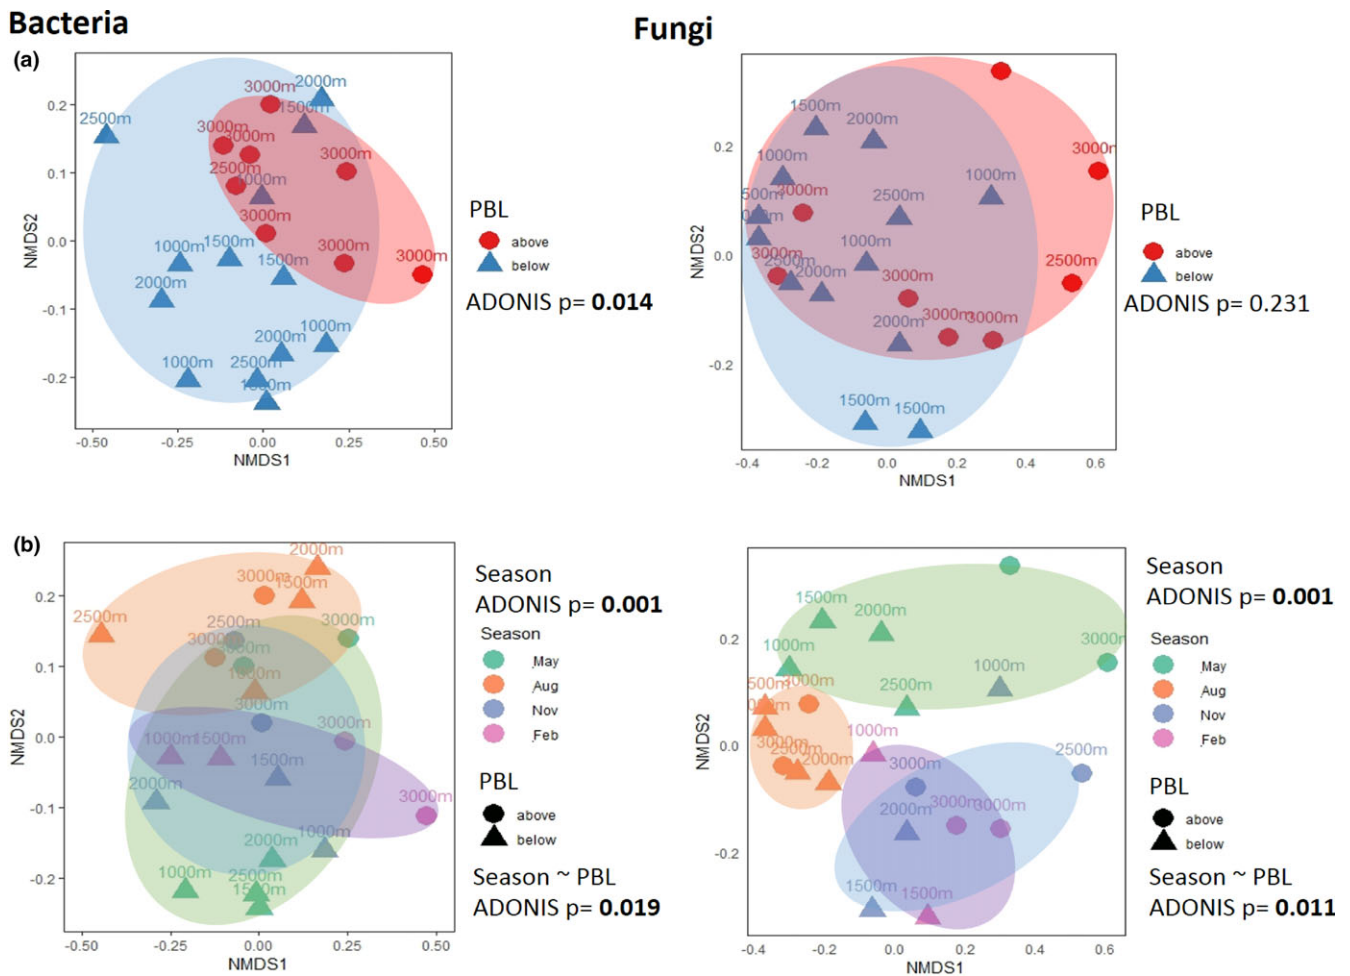 Bacteria
Fungi
(a)
3000m
2000m
1500m
2500m
3000m
3000m
3000m
2500m
3000m
1500m
1000m
1500m
3000m
3000m
2000m
2000m
1000m
1000m
2500m
0.2
0.1
0.0
-0.1
-0.2
NMDS2
-0.50
-0.25
0.00
0.25
0.50
NMDS1
PBL
above
below
ADONIS p= 0.014
1500m
2000m
1000m
1000m
3000m
2500m
1000m
3000m
2500m
2000m
3000m
2500m
3000m
3000m
2000m
1500m
1500m
0.2
0.0
-0.2
NMDS2
-0.4
-0.2
0.0
0.2
0.4
0.6
NMDS1
PBL
above
below
ADONIS p= 0.231
(b)
2000m
3000m
1500m
2500m
2500m
3000m
3000m
3000m
1000m
3000m
3000m
1000m
1500m
1500m
2000m
3000m
1000m
2000m
1000m
2500m
0.2
0.1
0.0
-0.1
-0.2
NMDS2
-0.50
-0.25
0.00
0.25
0.50
NMDS1
Season
ADONIS p= 0.001
Season
May
Aug
Nov
Feb
PBL
above
below
Season ~ PBL
ADONIS p= 0.019
1500m
2000m
1000m
1000m
2500m
3000m
3000m
2500m
2000m
1000m
3000m
2500m
2000m
3000m
3000m
1500m
1500m
0.2
0.0
-0.2
NMDS2
-0.4
-0.2
0.0
0.2
0.4
0.6
NMDS1
Season
ADONIS p= 0.001
Season
May
Aug
Nov
Feb
PBL
above
below
Season ~ PBL
ADONIS p= 0.011